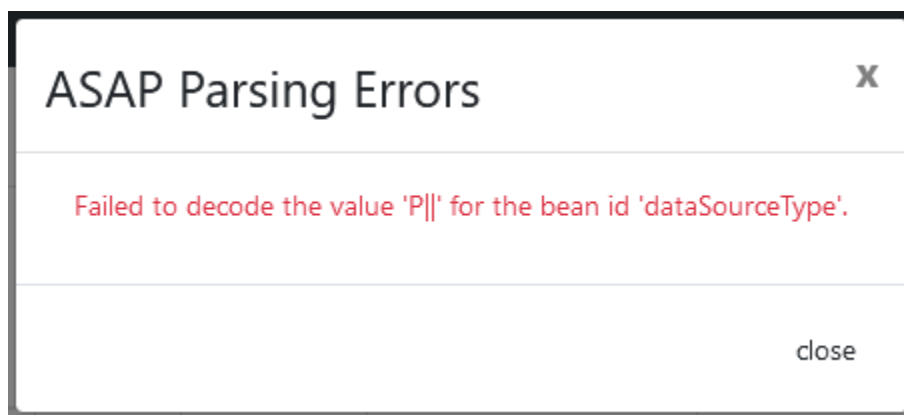 ASAP Parsing Errors
x
Failed to decode the value 'P||' for the bean id 'dataSourceType'.
close